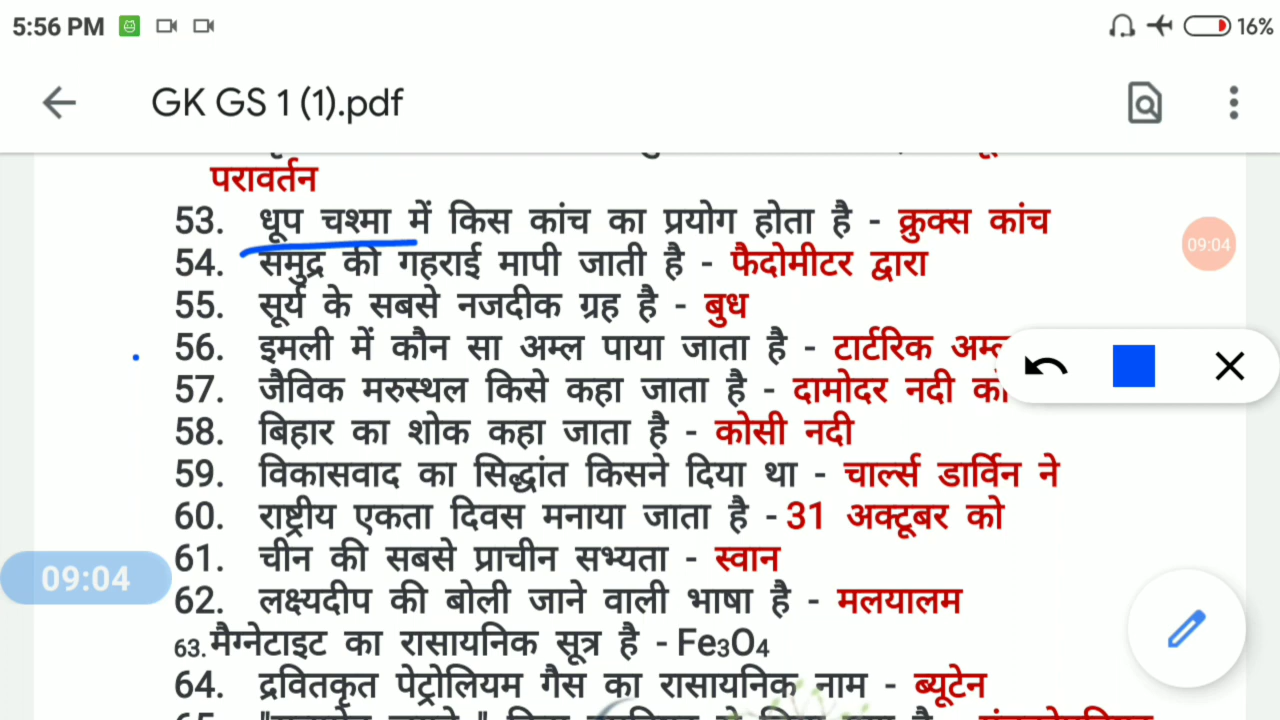 5:56 PM 16%
GK GS 1 (1).pdf
परावर्तन
53. धूप चश्मा में किस कांच का प्रयोग होता है - क्रुक्स कांच
09:04
54. समुद्र की गहराई मापी जाती है - फैदोमीटर द्वारा
55. सूर्य के सबसे नजदीक ग्रह है - बुध
56. इमली में कौन सा अम्ल पाया जाता है - टार्टरिक अम्ल
57. जैविक मरुस्थल किसे कहा जाता है - दामोदर नदी को
58. बिहार का शोक कहा जाता है - कोसी नदी
59. विकासवाद का सिद्धांत किसने दिया था - चार्ल्स डार्विन ने
60. राष्ट्रीय एकता दिवस मनाया जाता है - 31 अक्टूबर को
61. चीन की सबसे प्राचीन सभ्यता - स्वान
09:04
62. लक्ष्यदीप की बोली जाने वाली भाषा है - मलयालम
63. मैग्नेटाइट का रासायनिक सूत्र है - Fe3O4
64. द्रवितकृत पेट्रोलियम गैस का रासायनिक नाम - ब्यूटेन